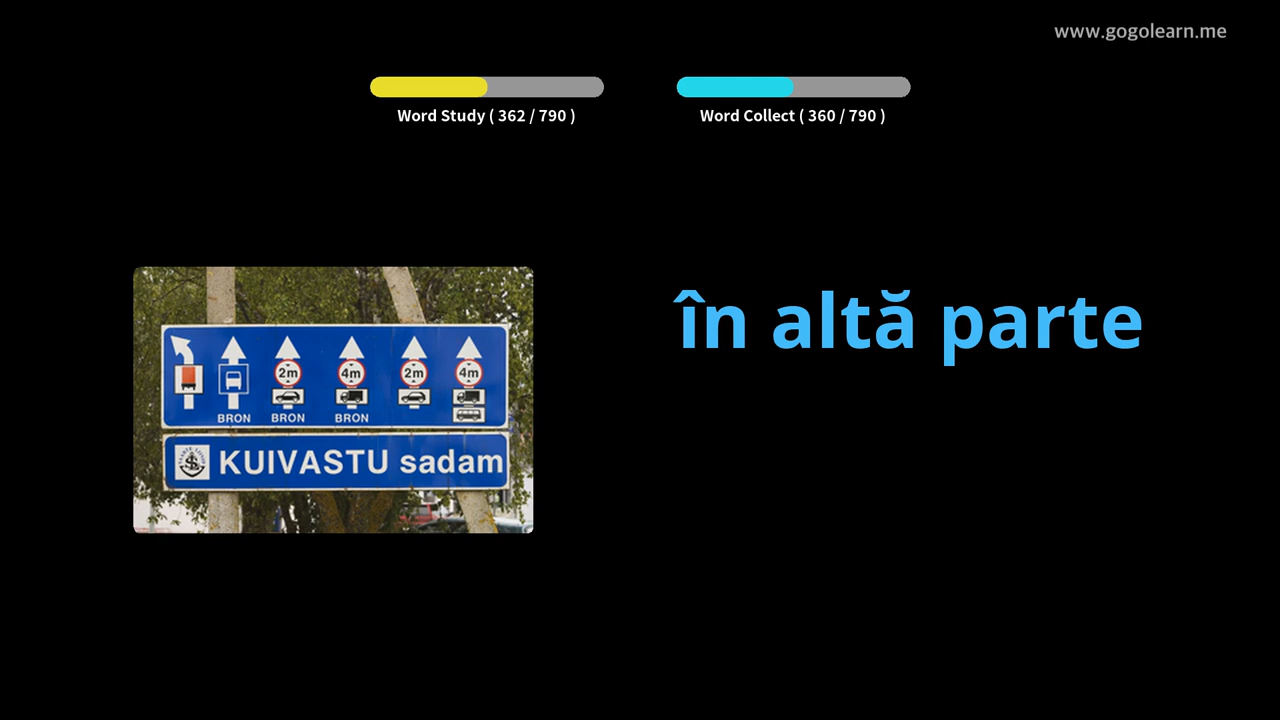 www.gogolearn.me
Word Study ( 362 / 790 )
Word Collect ( 360 / 790 )
în altă parte
2m 4m 2m 4m
BRON BRON BRON
KUIVASTU sadam